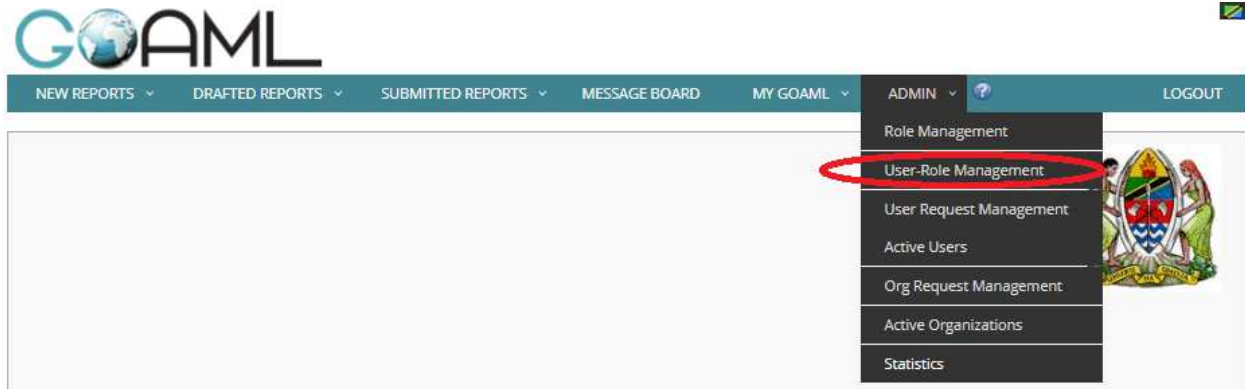 GOAML
NEW REPORTS DRAFTED REPORTS SUBMITTED REPORTS MESSAGE BOARD MY GOAML ADMIN ? LOGOUT
Role Management
User-Role Management
User Request Management
Active Users
Org Request Management
Active Organizations
Statistics